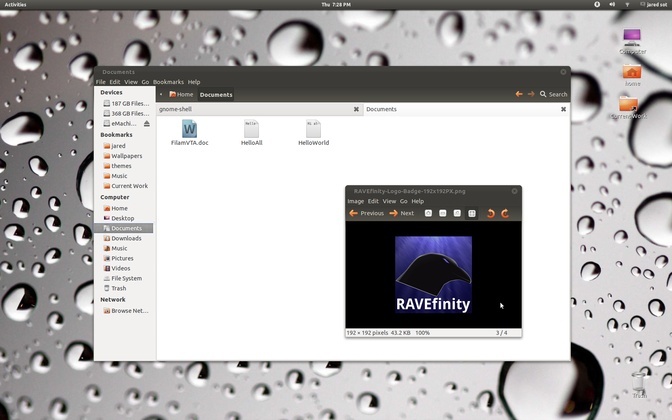 Activities
Thu 7:28 PM
Jared sot
Computer
home
Current Work
Trash
Documents
File Edit View Go Bookmarks Help
Devices
187 GB Files...
368 GB Files...
eMachi...
Bookmarks
jared
Wallpapers
themes
Music
Current Work
Computer
Home
Desktop
Documents
Downloads
Music
Pictures
Videos
File System
Trash
Network
Browse Net...
Home Documents
Search
gnome-shell
Documents
FilamVTA.doc
HelloAll
HelloWorld
RAVEfinity-Logo-Badge-192x192PX.png
Image Edit View Go Help
Previous Next
RAVEfinity
192 × 192 pixels 43.2 KB 100%
3 / 4